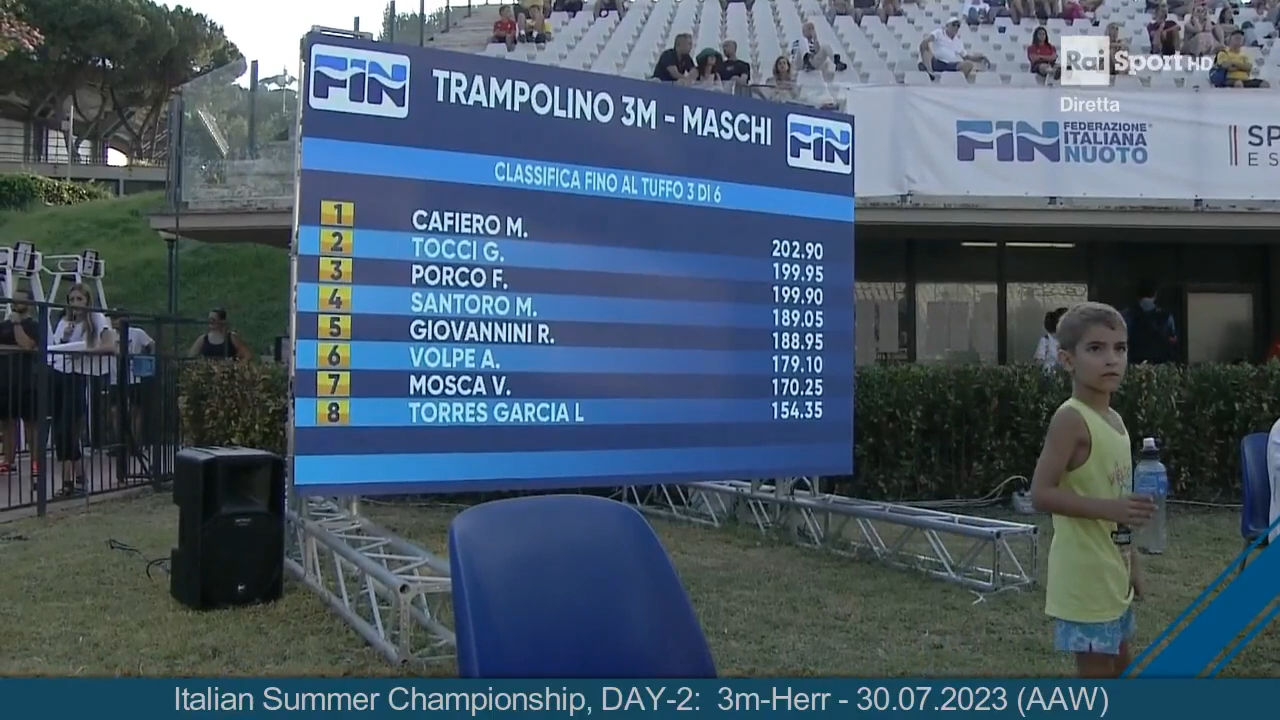 Rai Sport HD
Diretta
FIN TRAMPOLINO 3M - MASCHI FIN
CLASSIFICA FINO AL TUFFO 3 DI 6
1 CAFIERO M. 202.90
2 TOCCI G. 199.95
3 PORCO F. 199.90
4 SANTORO M. 189.05
5 GIOVANNINI R. 188.95
6 VOLPE A. 179.10
7 MOSCA V. 170.25
8 TORRES GARCIA L 154.35
FIN FEDERAZIONE
ITALIANA
NUOTO
SP
E S
Italian Summer Championship, DAY-2: 3m-Herr - 30.07.2023 (AAW)